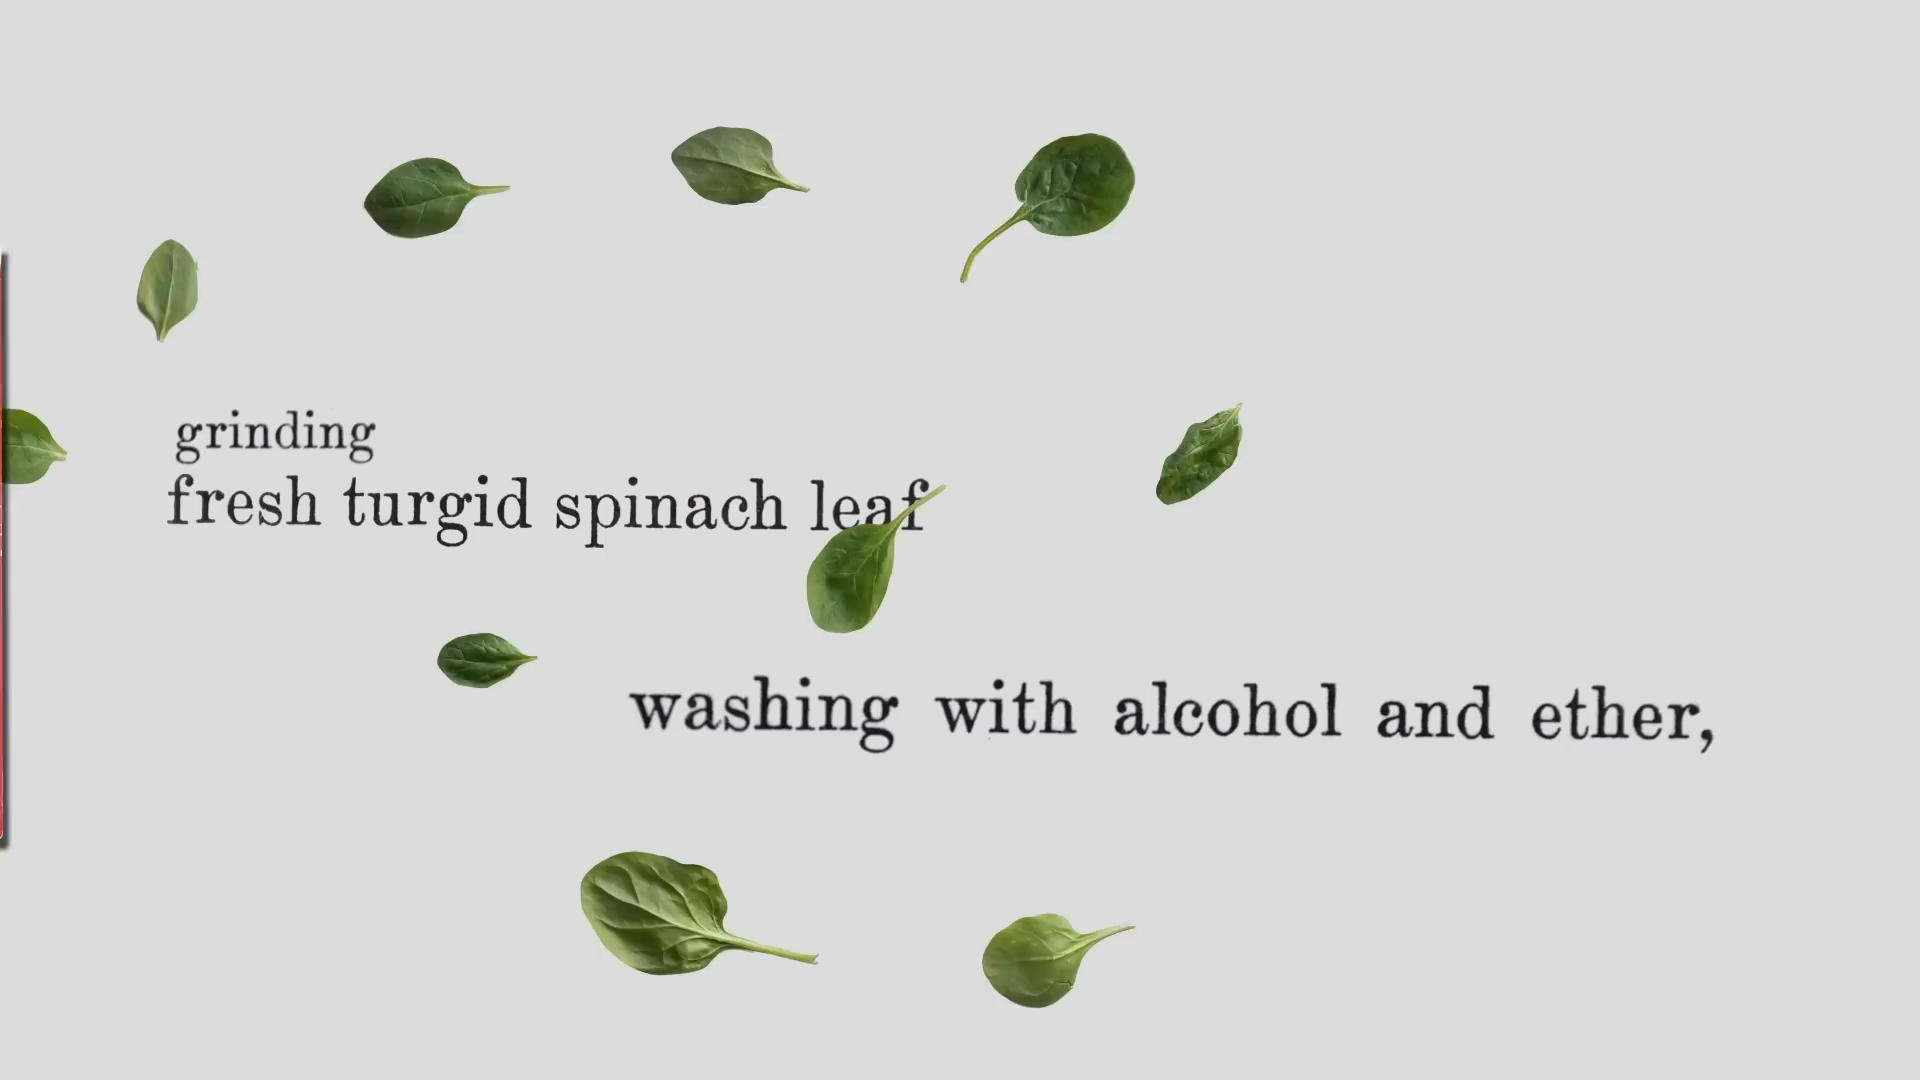 grinding
fresh turgid spinach leaf
washing with alcohol and ether,